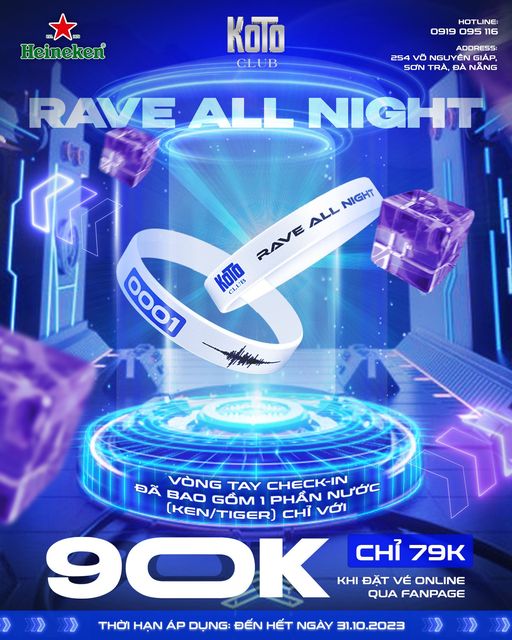 Heineken
KoTo
CLUB
HOTLINE:
0919 095 116
ADDRESS:
254 VÕ NGUYÊN GIÁP,
SƠN TRÀ, ĐÀ NẴNG
RAVE ALL NIGHT
KoTo
CLUB
RAVE ALL NIGHT
0001
VÒNG TAY CHECK-IN
ĐÃ BAO GỒM 1 PHẦN NƯỚC
(KEN/TIGER) CHỈ VỚI
90K
CHỈ 79K
KHI ĐẶT VÉ ONLINE
QUA FANPAGE
THỜI HẠN ÁP DỤNG: ĐẾN HẾT NGÀY 31.10.2023